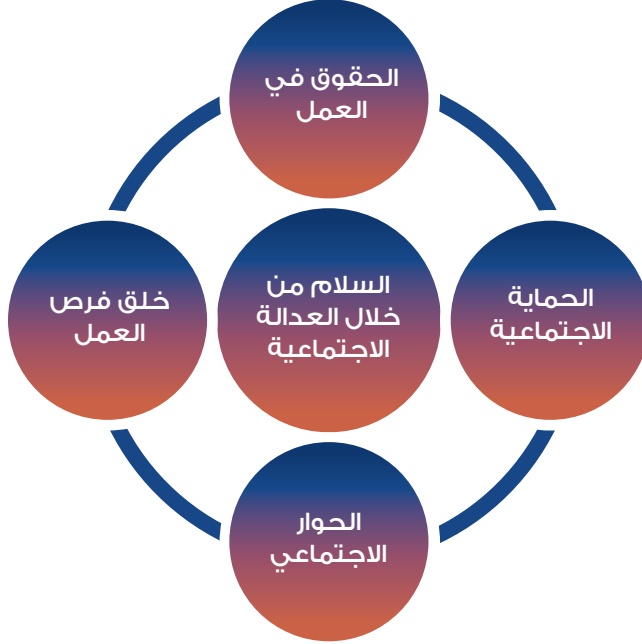 الحقوق في
العمل
الحماية
الاجتماعية
السلام من
خلال العدالة
الاجتماعية
خلق فرص
العمل
الحوار
الاجتماعي